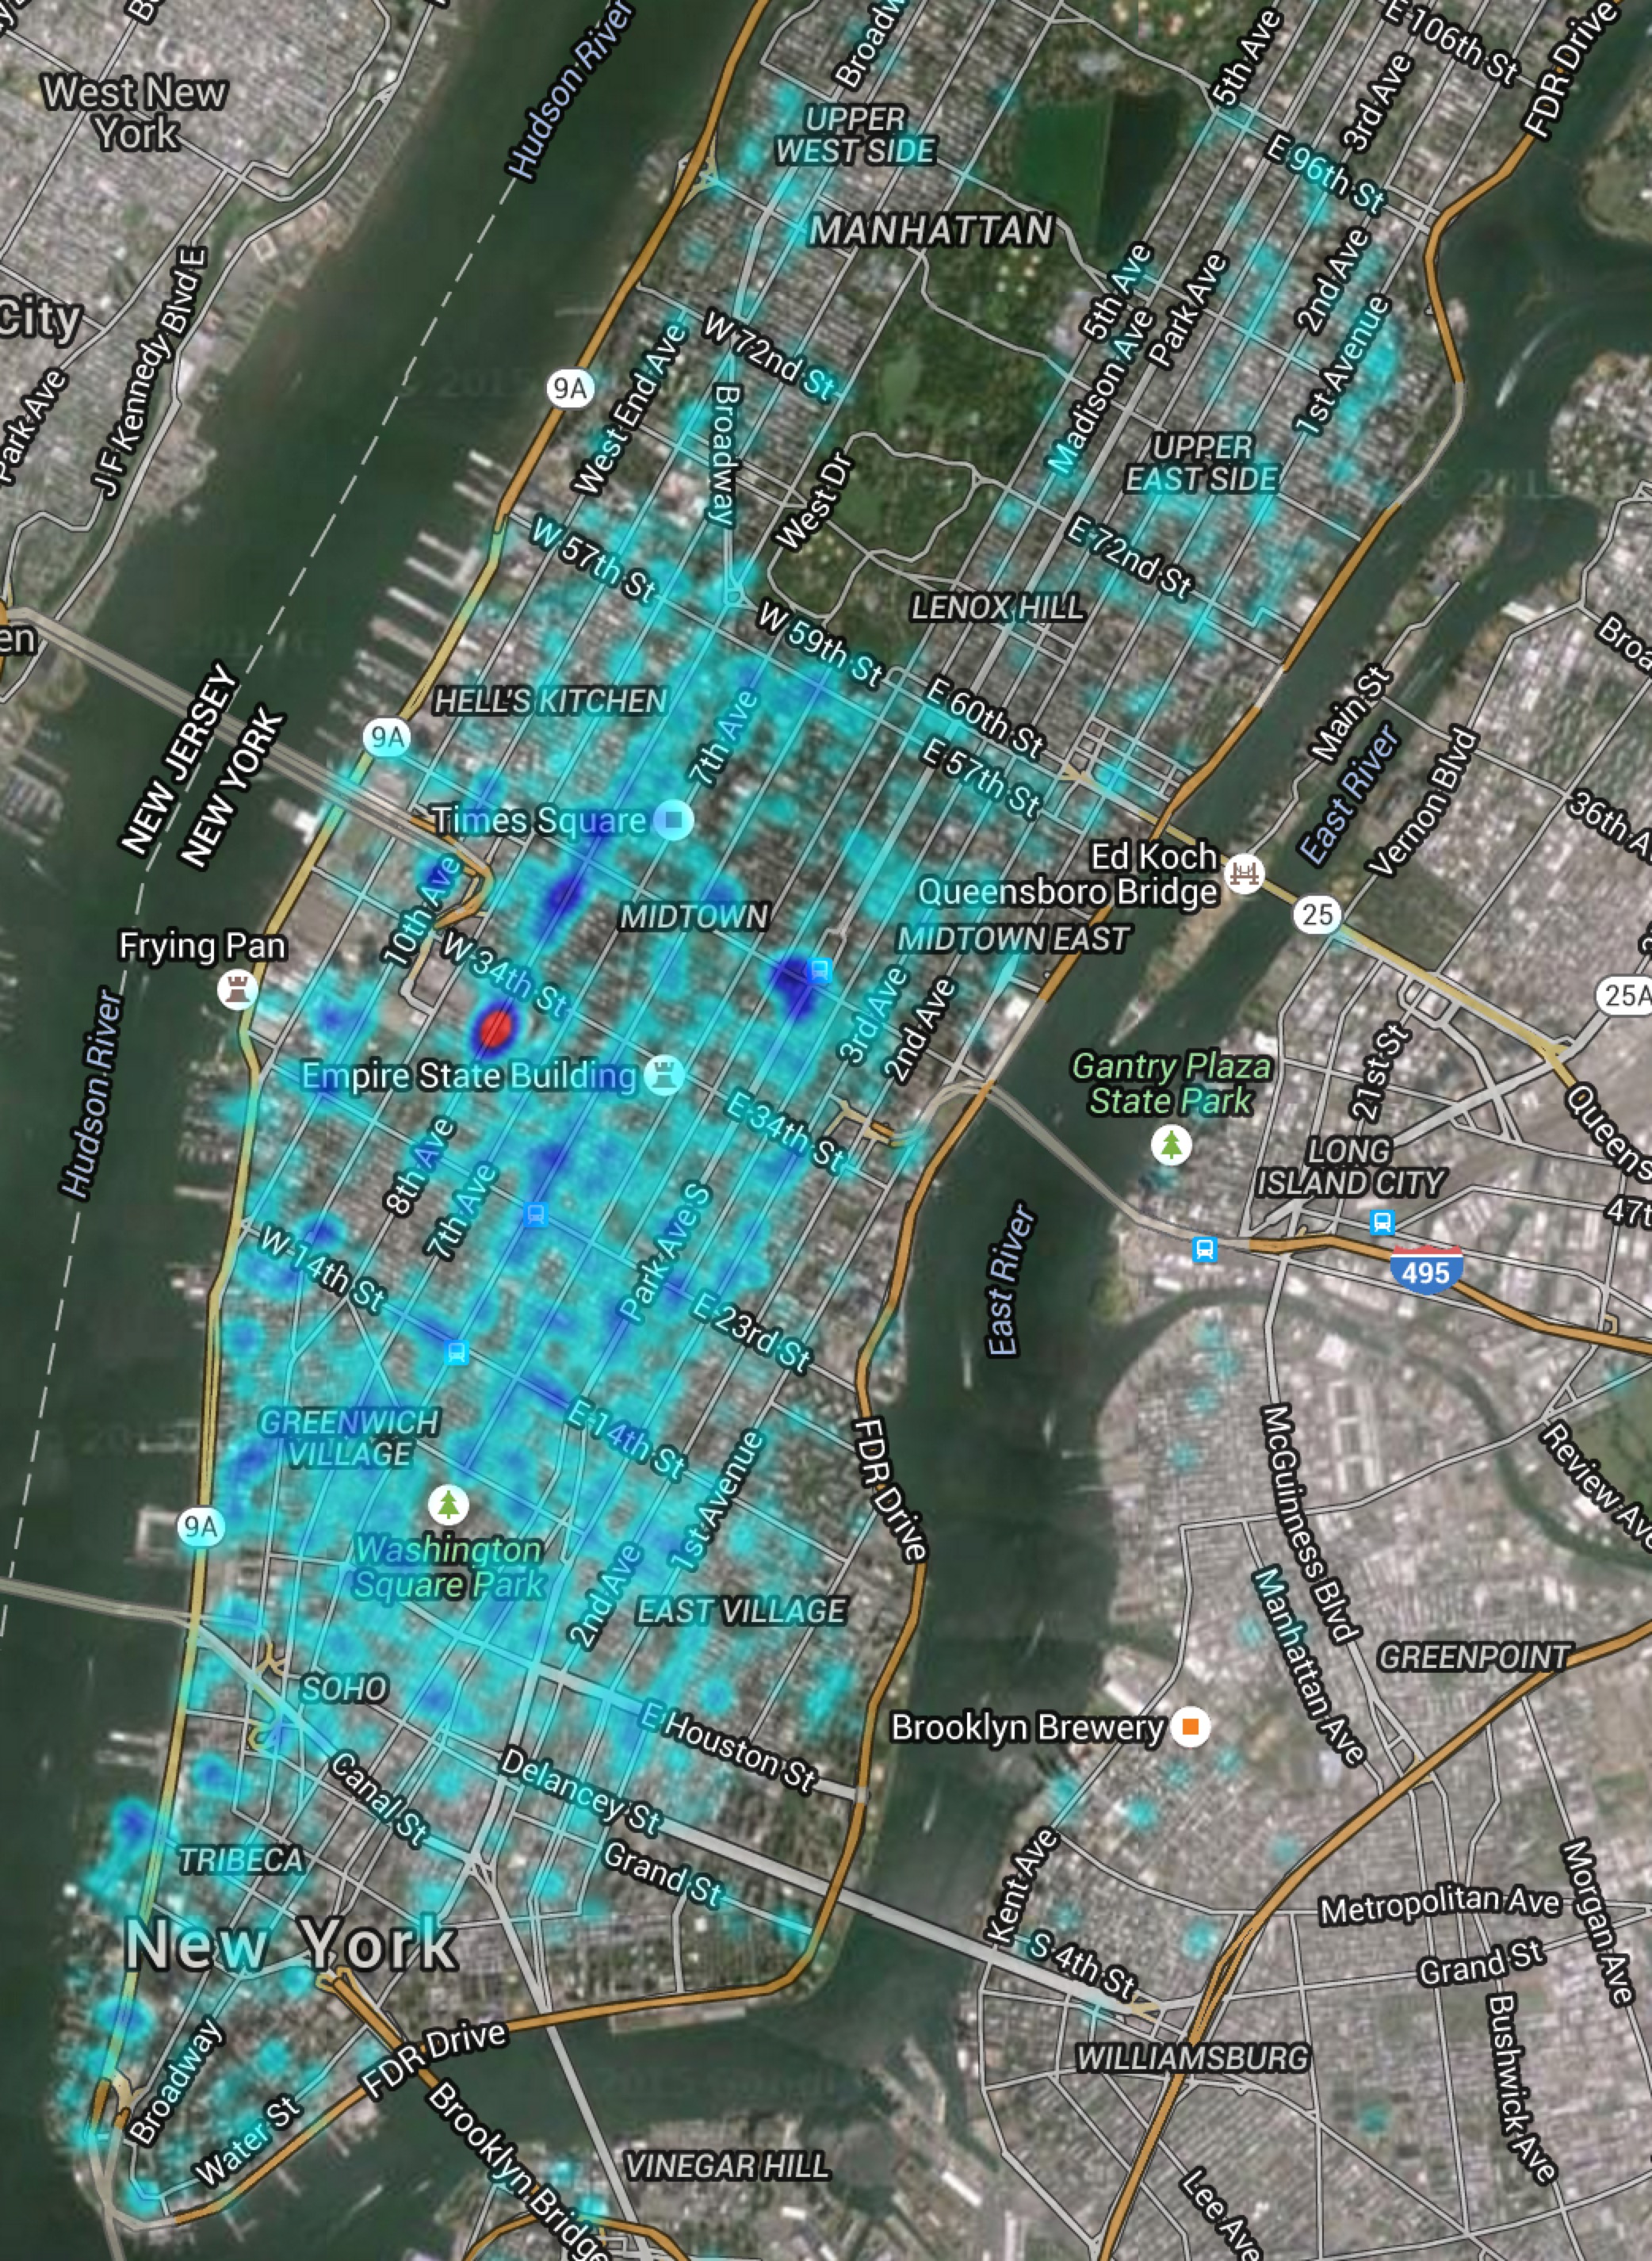 E 106th St
Broadw
5th Ave
FDR Drive
Hudson River
West New
York
UPPER
WEST SIDE
3rd Ave
E 96th St
MANHATTAN
City
J F Kennedy Blvd E
5th Ave
Park Ave
2nd Ave
W 72nd St
Madison Ave
1st Avenue
9A
West End Ave
Broadway
Park Ave
UPPER
EAST SIDE
West Dr
W 57th St
E 72nd St
LENOX HILL
W 59th St
en
Broa
HELL'S KITCHEN
E 60th St
Main St
NEW JERSEY
NEW YORK
9A
7th Ave
E 57th St
East River
Vernon Blvd
36th A
Times Square
Ed Koch
Queensboro Bridge
10th Ave
MIDTOWN
25
MIDTOWN EAST
Frying Pan
W 34th St
25A
3rd Ave
2nd Ave
Hudson River
Empire State Building
Gantry Plaza
State Park
21st St
Queens
E 34th St
8th Ave
7th Ave
LONG
ISLAND CITY
47t
Park Ave S
W 14th St
East River
495
E 23rd St
GREENWICH
VILLAGE
E 14th St
FDR Drive
McGuinness Blvd
Review Ave
1st Avenue
9A
Washington
Square Park
2nd Ave
EAST VILLAGE
Manhattan Ave
GREENPOINT
SOHO
E Houston St
Brooklyn Brewery
Canal St
Delancey St
TRIBECA
Grand St
Kent Ave
Metropolitan Ave
Morgan Ave
New York
S 4th St
Grand St
Broadway
FDR Drive
WILLIAMSBURG
Bushwick Ave
Water St
Brooklyn Bridge
VINEGAR HILL
Lee Ave